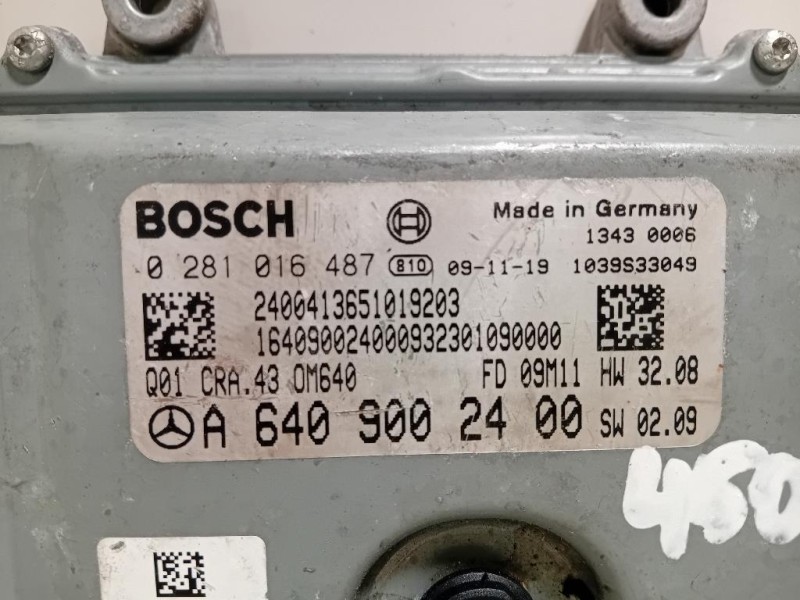 BOSCH Made in Germany
1343 0006
0 281 016 487 810 09-11-19 1039S33049
2400413651019203
164090024000932301090000
Q01 CRA.43 OM640 FD 09M11 HW 32.08
A 640 900 24 00 SW 02.09
450